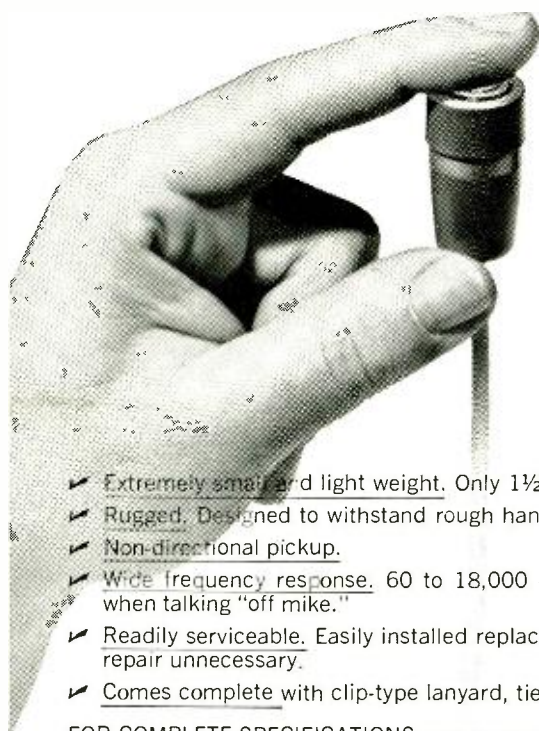 Extremely small and light weight. Only 1½
Rugged. Designed to withstand rough han
Non-directional pickup.
Wide frequency response. 60 to 18,000
when talking "off mike."
Readily serviceable. Easily installed replac
repair unnecessary.
Comes complete with clip-type lanyard, tie
FOR COMPLETE SPECIFICATIONS